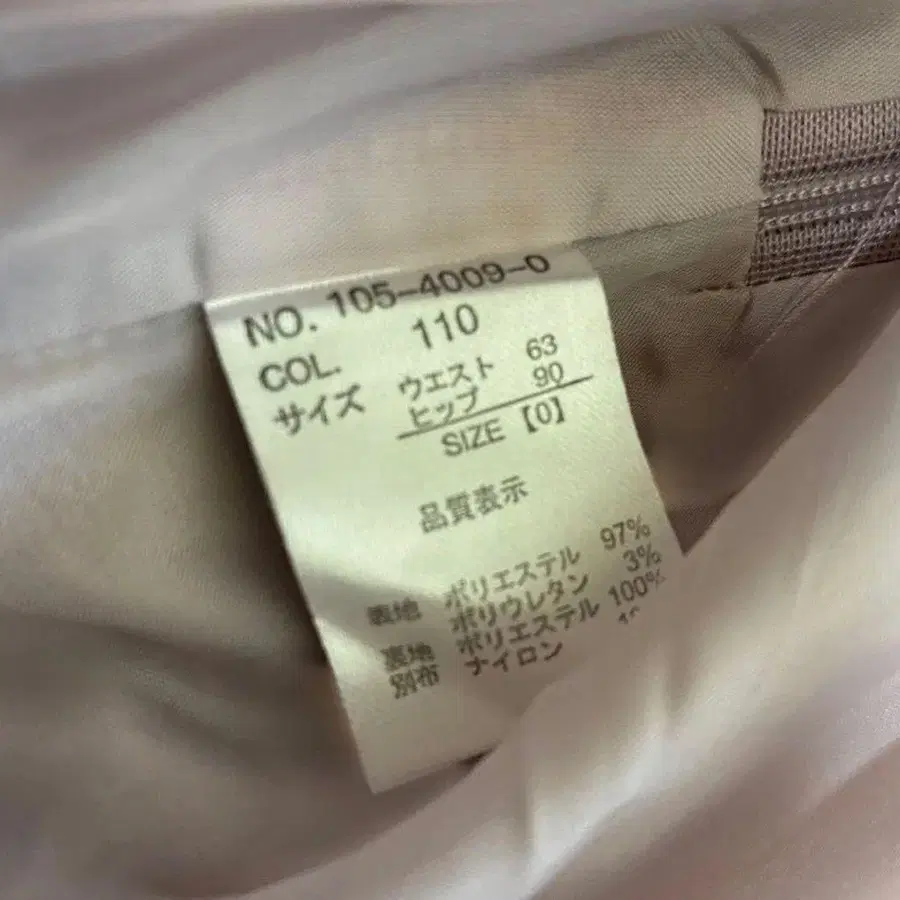 NO. 105-4009-0
COL. 110
サイズ ウエスト 63
ヒップ 90
SIZE【0】
品質表示
表地 ポリエステル 97%
ポリウレタン 3%
裏地 ポリエステル 100%
別布 ナイロン